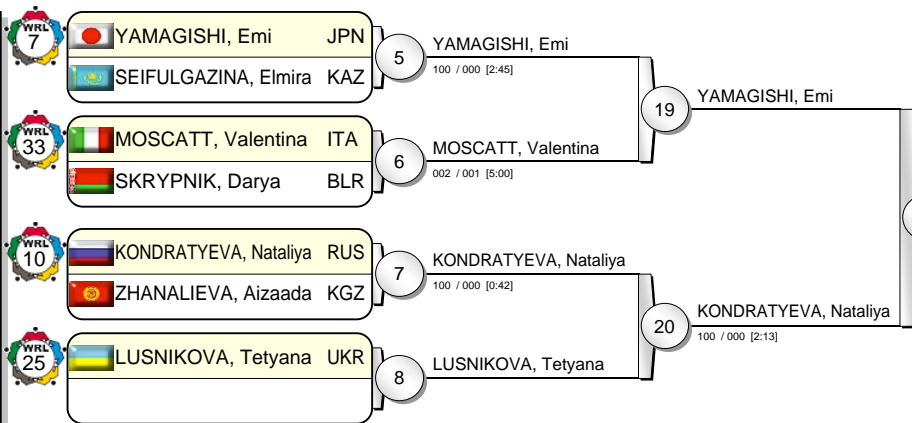 WRL
7
YAMAGISHI, Emi JPN
SEIFULGAZINA, Elmira KAZ
5
YAMAGISHI, Emi
100 / 000 [2:45]
WRL
33
MOSCATT, Valentina ITA
SKRYPNIK, Darya BLR
6
MOSCATT, Valentina
002 / 001 [5:00]
19
YAMAGISHI, Emi
WRL
10
KONDRATYEVA, Nataliya RUS
ZHANALIEVA, Aizaada KGZ
7
KONDRATYEVA, Nataliya
100 / 000 [0:42]
WRL
25
LUSNIKOVA, Tetyana UKR
8
LUSNIKOVA, Tetyana
20
KONDRATYEVA, Nataliya
100 / 000 [2:13]